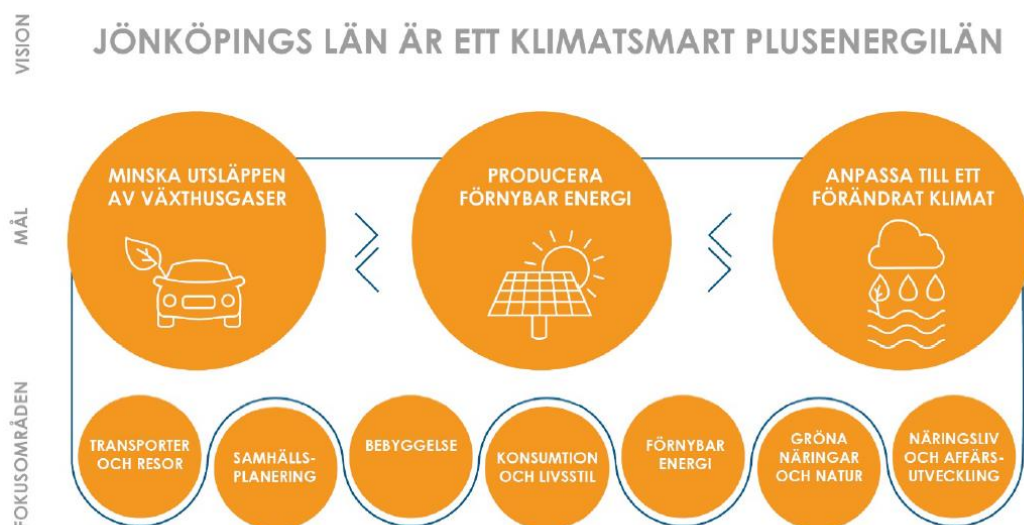 VISION
JÖNKÖPINGS LÄN ÄR ETT KLIMATSMART PLUSENERGILÄN
MÅL
MINSKA UTSLÄPPEN
AV VÄXTHUSGASER
PRODUCERA
FÖRNYBAR ENERGI
ANPASSA TILL ETT
FÖRÄNDRAT KLIMAT
FOKUSOMRÅDEN
TRANSPORTER
OCH RESOR
SAMHÄLLS-
PLANERING
BEBYGGELSE
KONSUMTION
OCH LIVSSTIL
FÖRNYBAR
ENERGI
GRÖNA
NÄRINGAR
OCH NATUR
NÄRINGSLIV
OCH AFFÄRS-
UTVECKLING